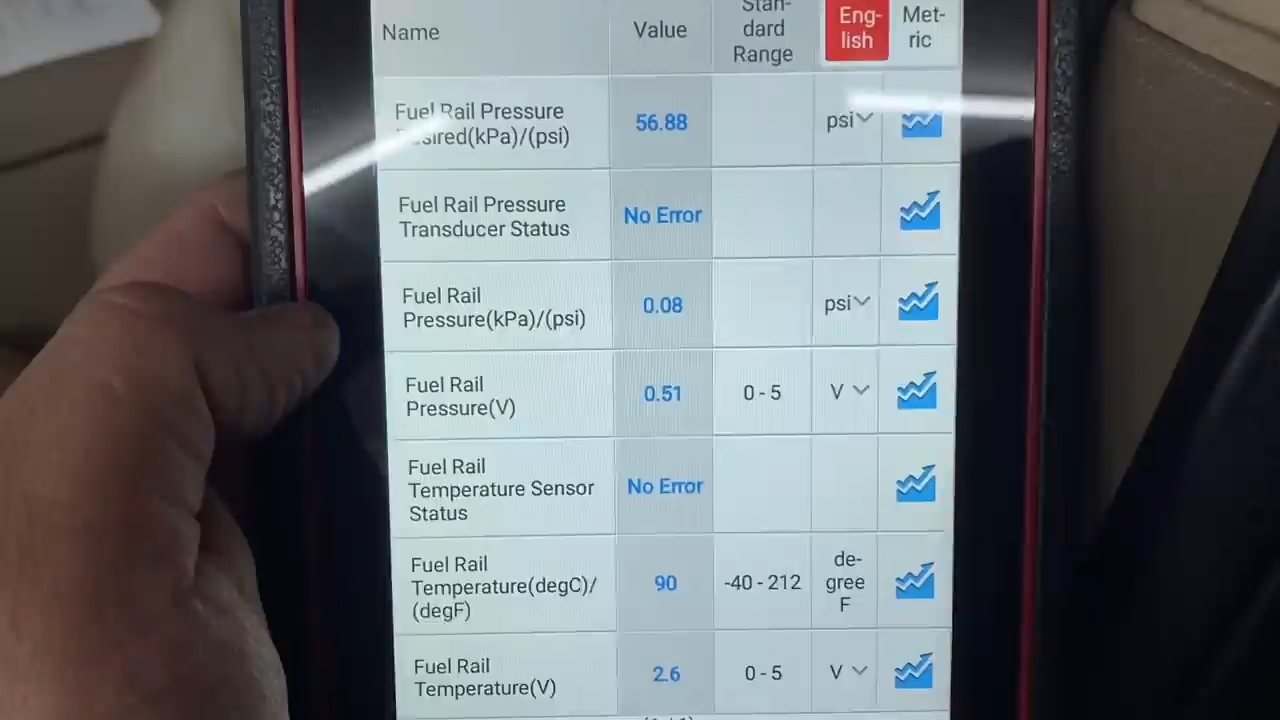 Stan-
dard
Range
Name
Value
Eng-
lish
Met-
ric
Fuel Rail Pressure
(kPa)/(psi)
56.88
psi
Fuel Rail Pressure
Transducer Status
No Error
Fuel Rail
Pressure(kPa)/(psi)
0.08
psi
Fuel Rail
Pressure(V)
0.51
0 - 5
V
Fuel Rail
Temperature Sensor
Status
No Error
Fuel Rail
Temperature(degC)/
(degF)
90
-40 - 212
de-
gree
F
Fuel Rail
Temperature(V)
2.6
0 - 5
V